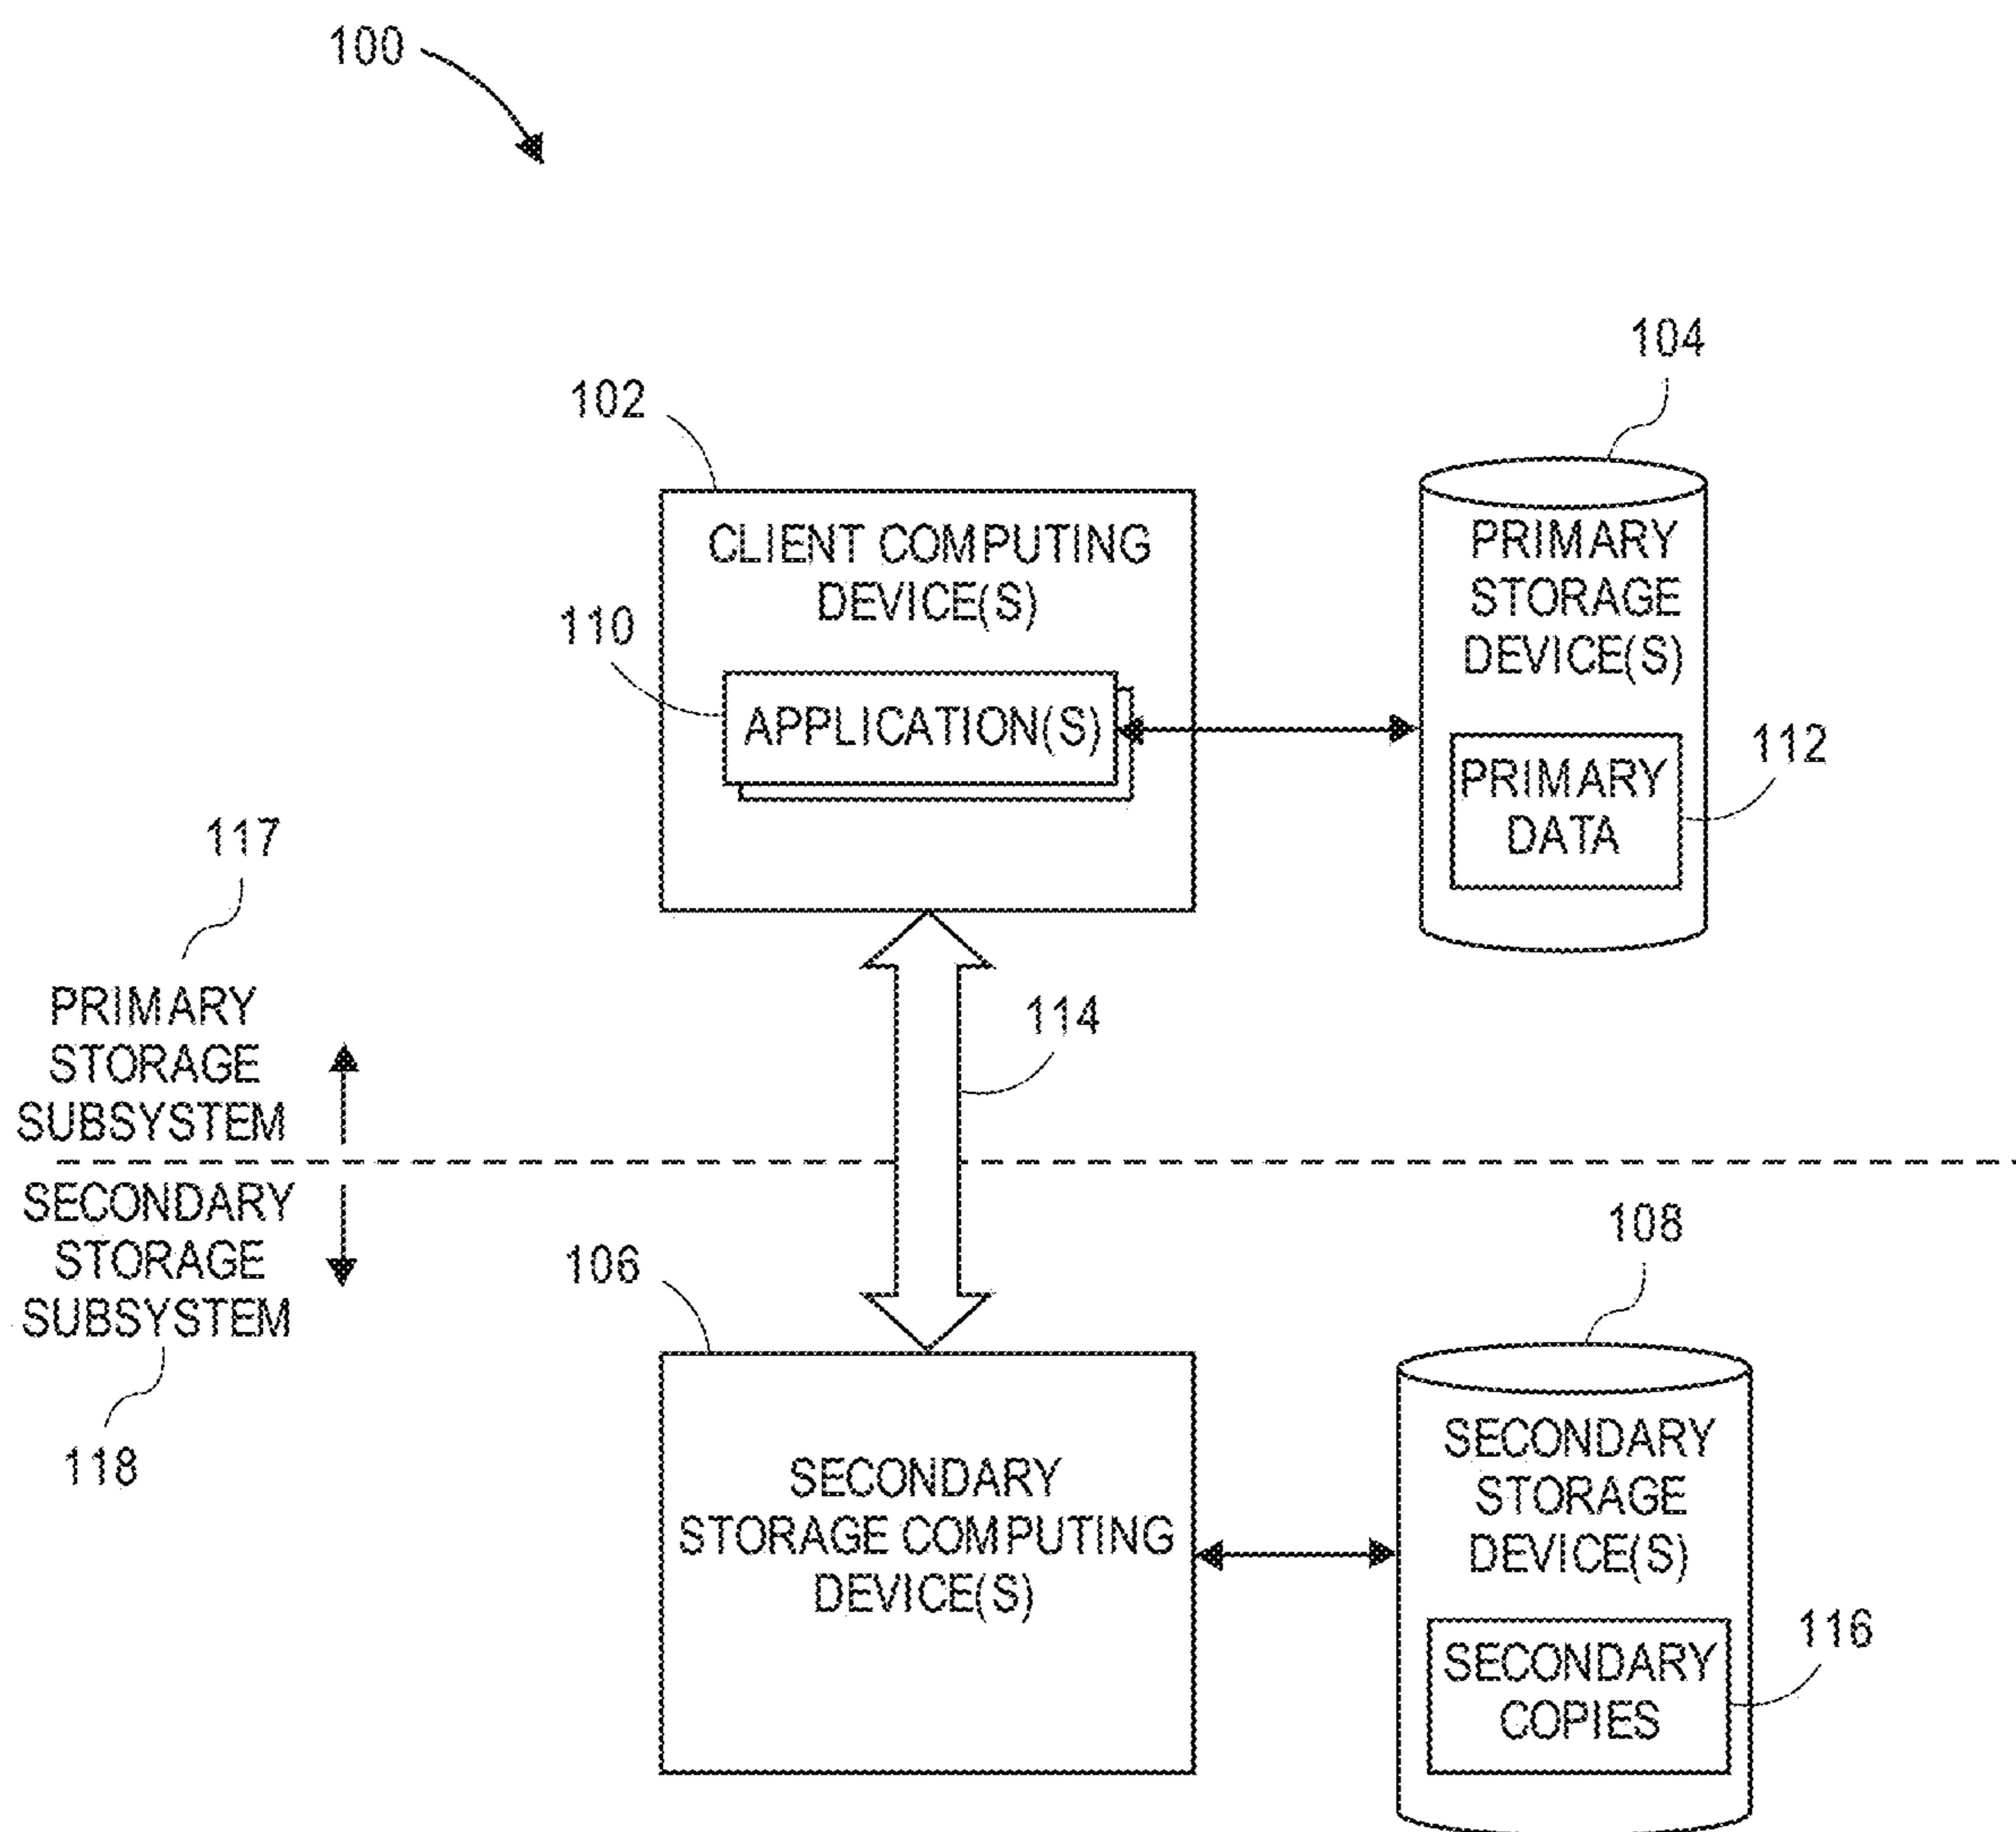 100
104
102
CLIENT COMPUTING
DEVICE(S)
110
APPLICATION(S)
PRIMARY
STORAGE
DEVICE(S)
PRIMARY
DATA
112
117
PRIMARY
STORAGE
SUBSYSTEM
114
SECONDARY
STORAGE
SUBSYSTEM
118
106
SECONDARY
STORAGE COMPUTING
DEVICE(S)
108
SECONDARY
STORAGE
DEVICE(S)
SECONDARY
COPIES
116